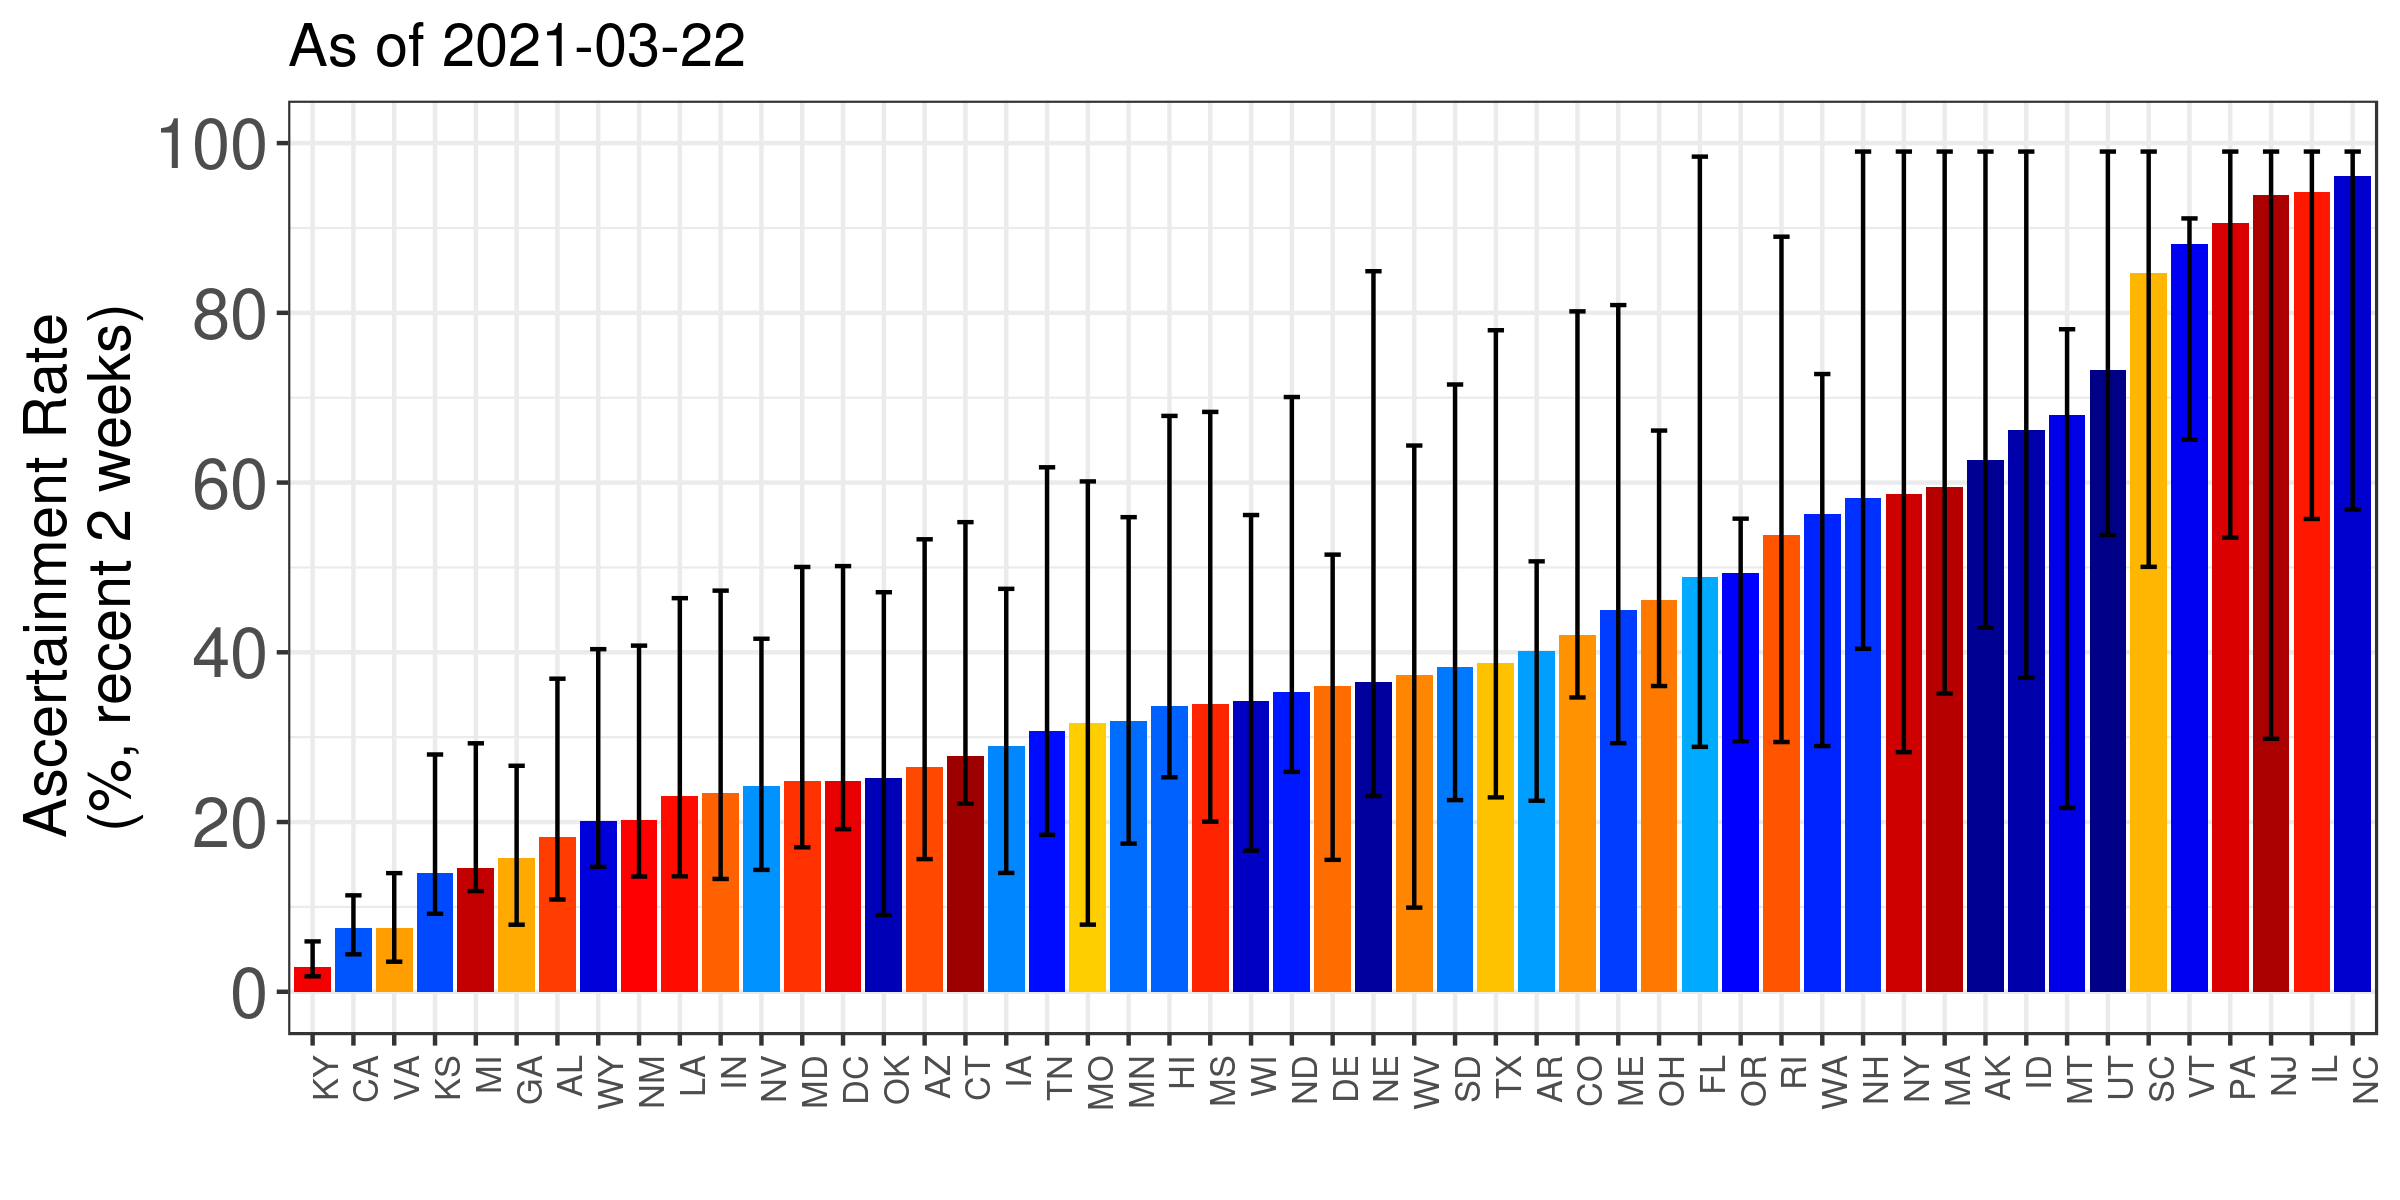 As of 2021-03-22
Ascertainment Rate
(%, recent 2 weeks)
100
80
60
40
20
0
KY CA VA KS MI GA AL WY NM LA IN NV MD DC OK AZ CT IA TN MO MN HI MS WI ND DE NE WV SD TX AR CO ME OH FL OR RI WA NH NY MA AK ID MT UT SC VT PA NJ IL NC